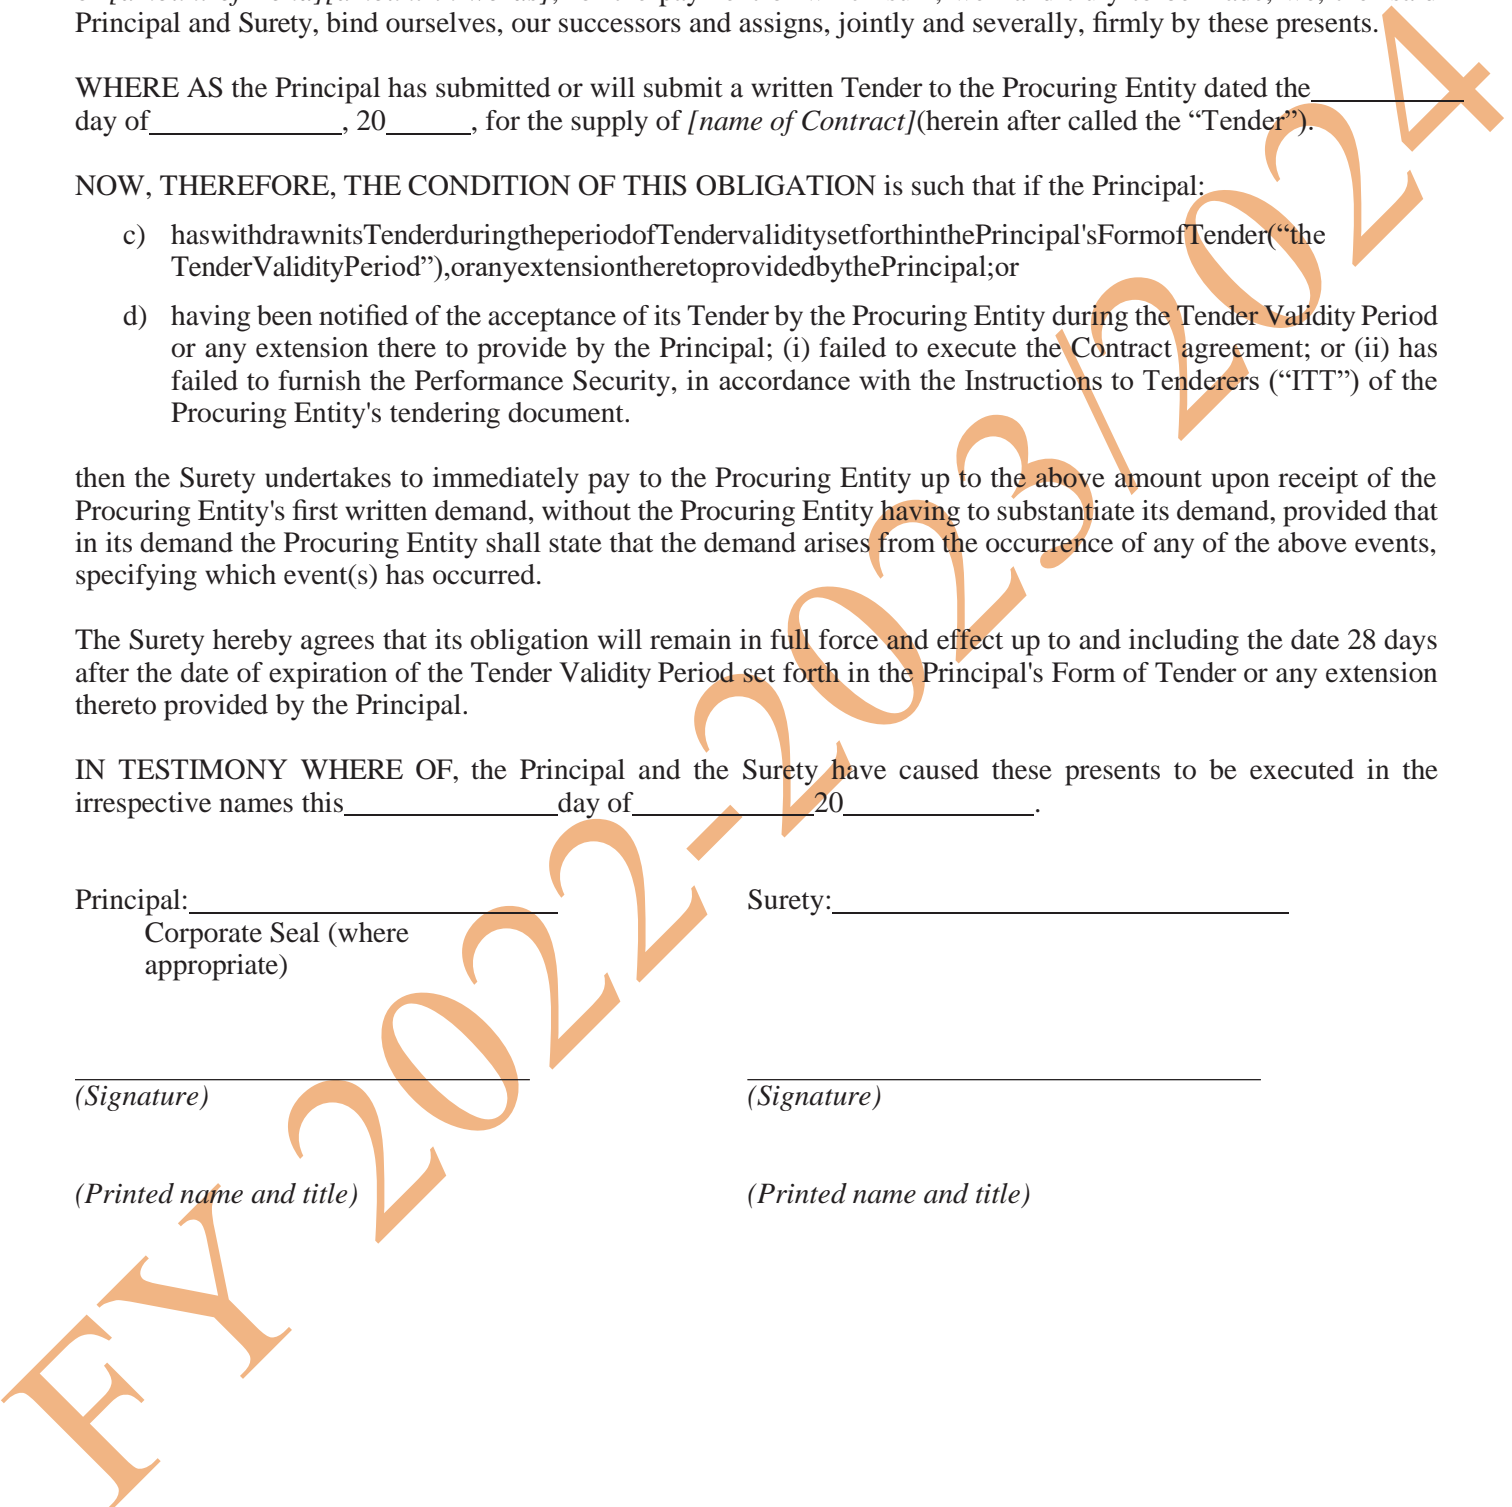 Principal and Surety, bind ourselves, our successors and assigns, jointly and severally, firmly by these presents.
WHERE AS the Principal has submitted or will submit a written Tender to the Procuring Entity dated the
day of , 20 , for the supply of [name of Contract](herein after called the “Tender”).
NOW, THEREFORE, THE CONDITION OF THIS OBLIGATION is such that if the Principal:
c) haswithdrawnitsTenderduringtheperiodofTendervaliditysetforthinthePrincipal'sFormofTender(“the
TenderValidityPeriod”),oranyextensiontheretoprovidedbythePrincipal;or
d) having been notified of the acceptance of its Tender by the Procuring Entity during the Tender Validity Period
or any extension there to provide by the Principal; (i) failed to execute the Contract agreement; or (ii) has
failed to furnish the Performance Security, in accordance with the Instructions to Tenderers (“ITT”) of the
Procuring Entity's tendering document.
then the Surety undertakes to immediately pay to the Procuring Entity up to the above amount upon receipt of the
Procuring Entity's first written demand, without the Procuring Entity having to substantiate its demand, provided that
in its demand the Procuring Entity shall state that the demand arises from the occurrence of any of the above events,
specifying which event(s) has occurred.
The Surety hereby agrees that its obligation will remain in full force and effect up to and including the date 28 days
after the date of expiration of the Tender Validity Period set forth in the Principal's Form of Tender or any extension
thereto provided by the Principal.
IN TESTIMONY WHERE OF, the Principal and the Surety have caused these presents to be executed in the
irrespective names this day of 20 .
Principal: Surety:
Corporate Seal (where
appropriate)
(Signature) (Signature)
(Printed name and title) (Printed name and title)
FY 2022-2023/2024